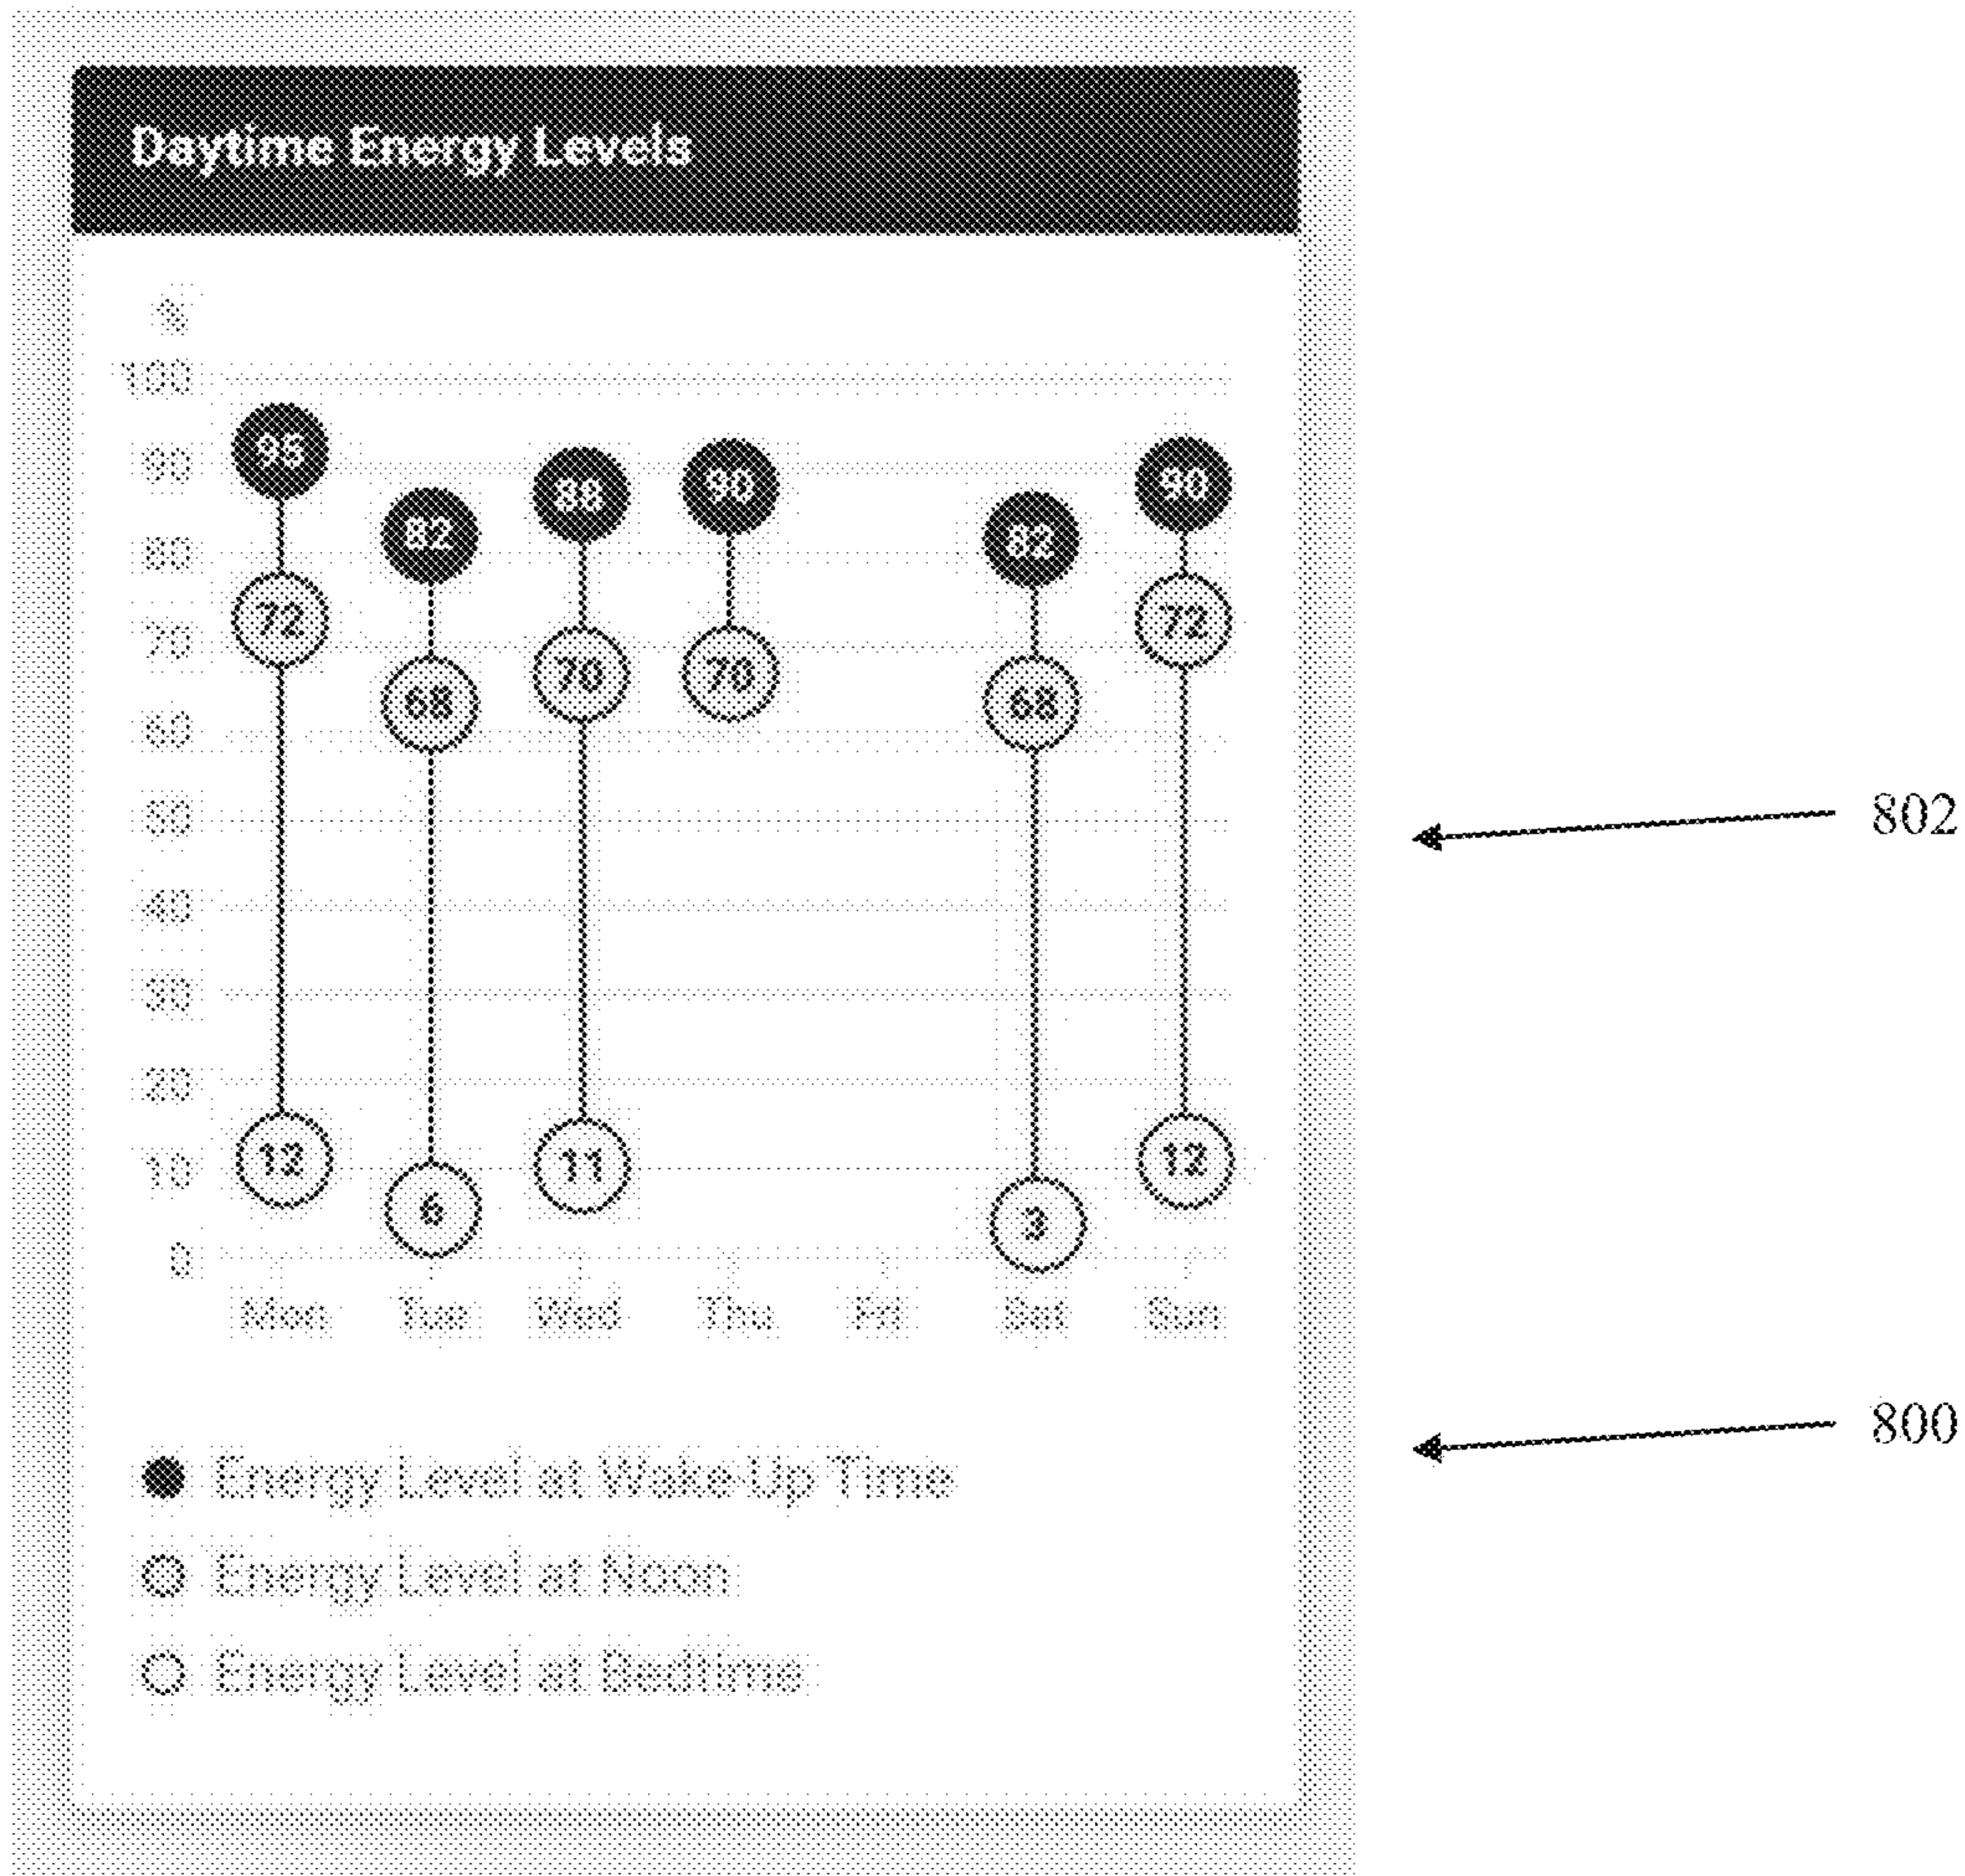 Daytime Energy Levels
%
100
90
80
70
60
50
40
30
20
10
0
95 82 88 90 82 90
72 68 70 70 68 72
12 6 11 3 12
Mon Tue Wed Thu Fri Sat Sun
Energy Level at Wake Up Time
Energy Level at Noon
Energy Level at Bedtime
802
800